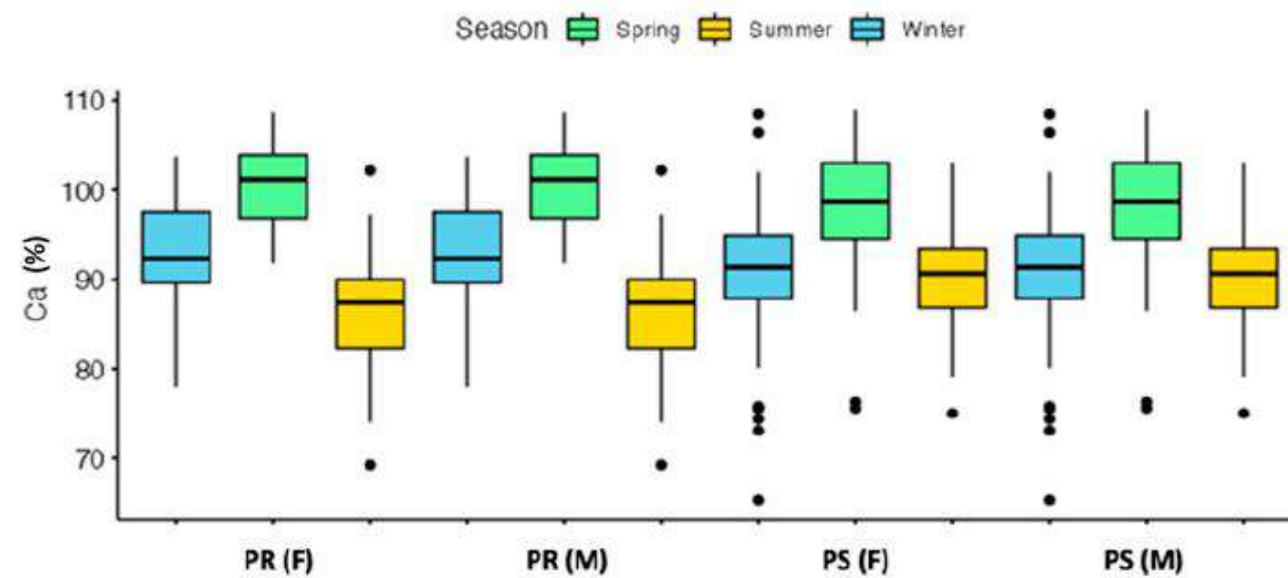 Season Spring Summer Winter
110
100
90
80
70
Ca (%)
PR (F) PR (M) PS (F) PS (M)